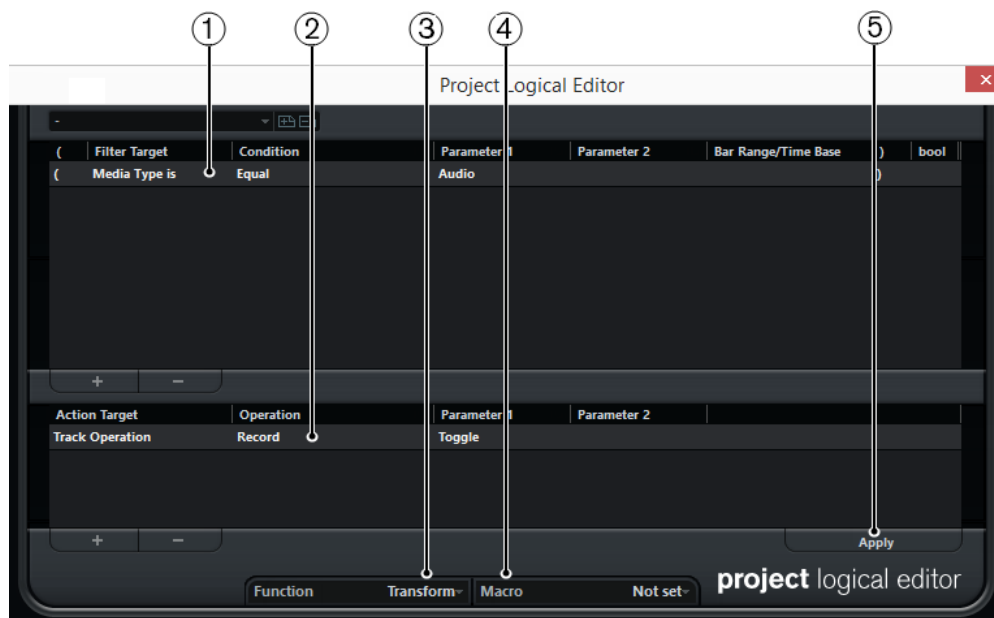 1 2 3 4 5
Project Logical Editor
-
( Filter Target Condition Parameter 1 Parameter 2 Bar Range/Time Base ) bool
( Media Type is Equal Audio )
+ −
Action Target Operation Parameter 1 Parameter 2
Track Operation Record Toggle
+ − Apply
Function Transform Macro Not set
project logical editor